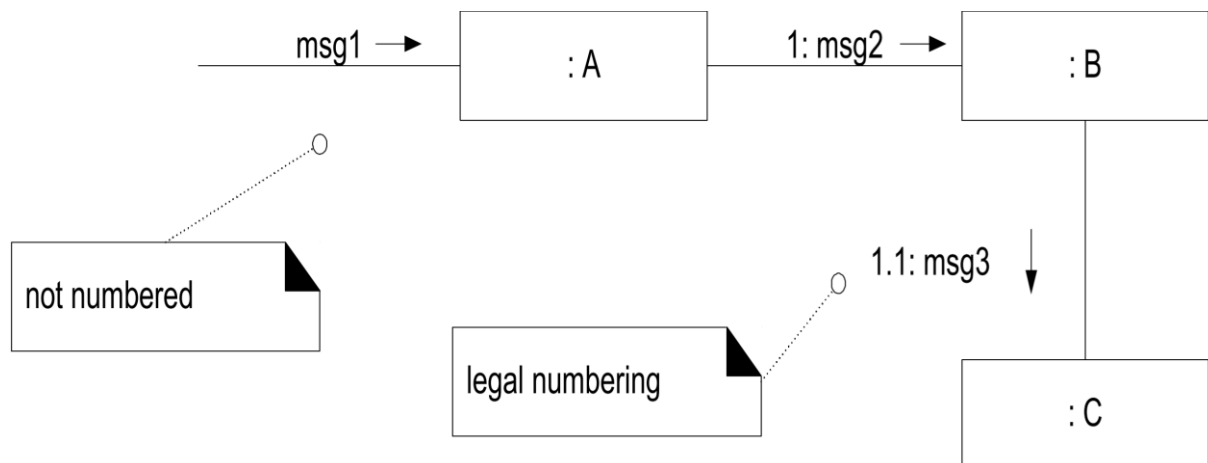 msg1
: A
1: msg2
: B
not numbered
1.1: msg3
legal numbering
: C